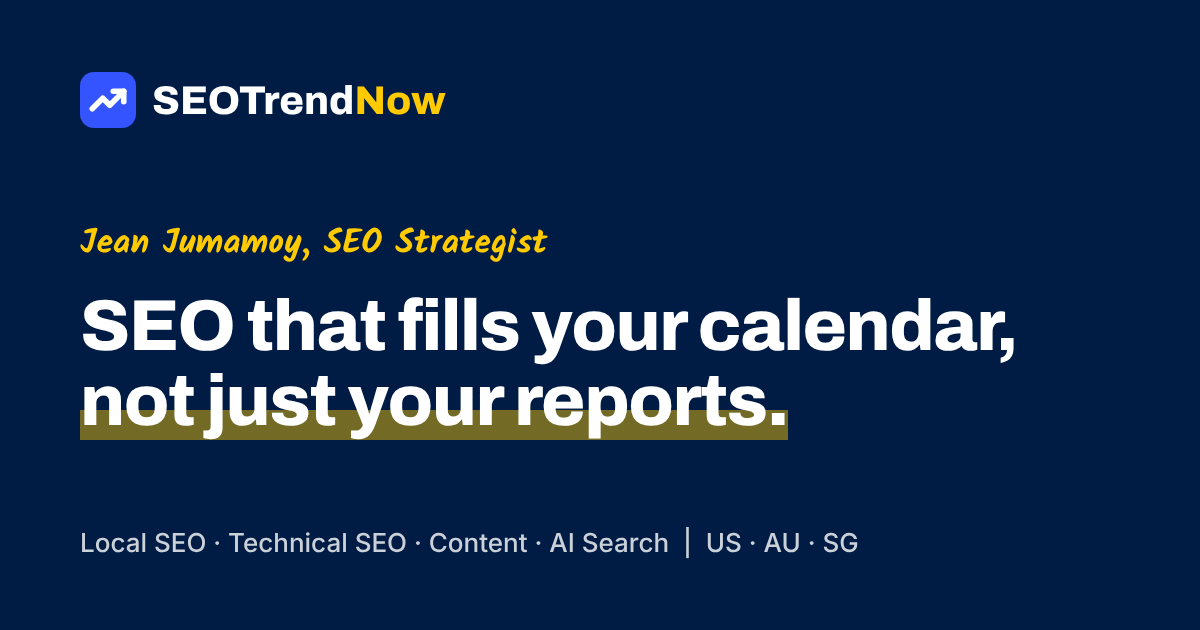 SEOTrendNow
Jean Jumamoy, SEO Strategist
SEO that fills your calendar,
not just your reports.
Local SEO · Technical SEO · Content · AI Search | US · AU · SG